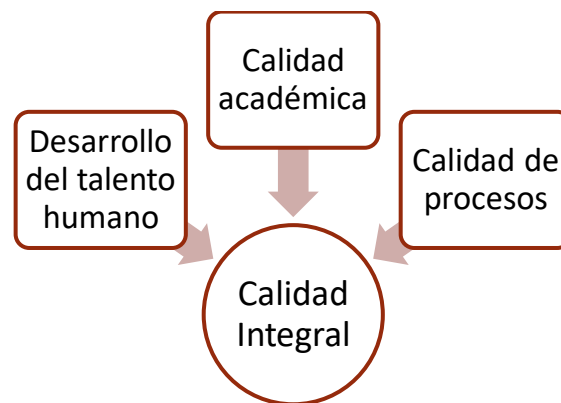 Calidad
académica
Desarrollo
del talento
humano
Calidad de
procesos
Calidad
Integral